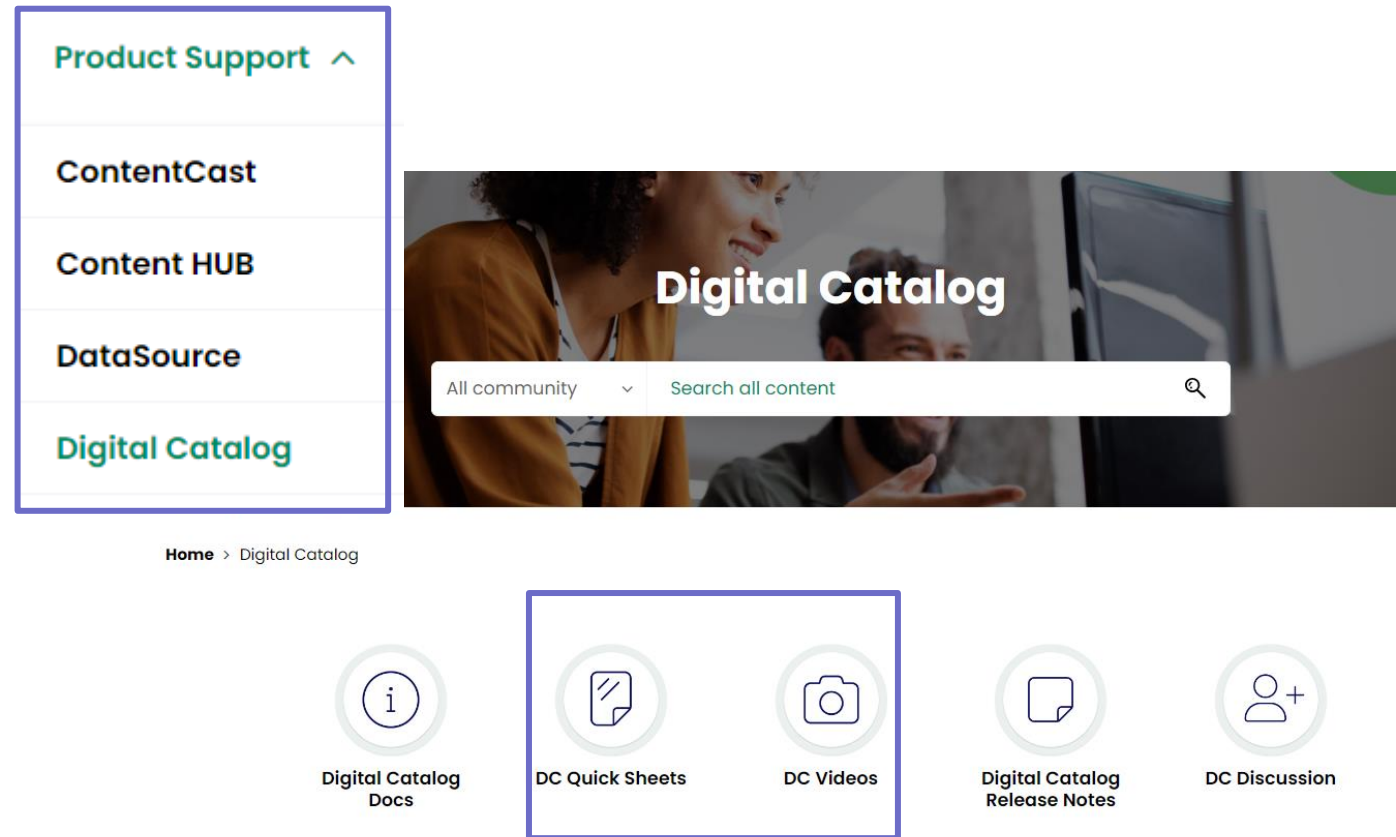 Product Support
ContentCast
Content HUB
DataSource
Digital Catalog
Digital Catalog
All community
Search all content
Home > Digital Catalog
i
Digital Catalog
Docs
DC Quick Sheets
DC Videos
Digital Catalog
Release Notes
DC Discussion